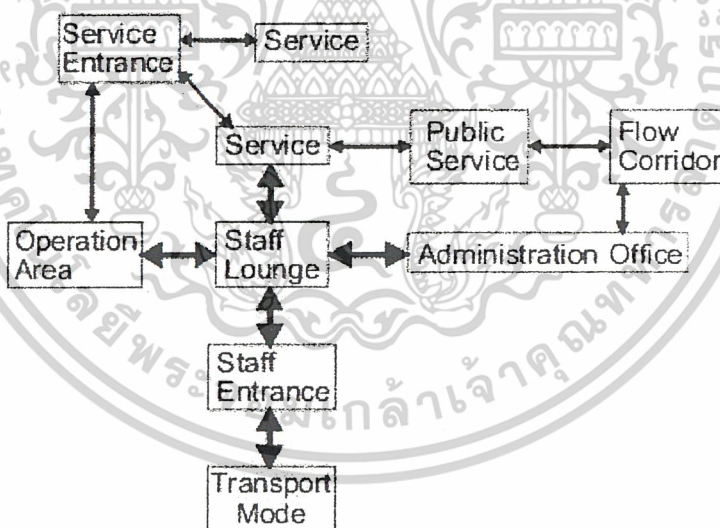 Service
Entrance
Service
Service
Public
Service
Flow
Corridor
Operation
Area
Staff
Lounge
Administration Office
Staff
Entrance
Transport
Mode